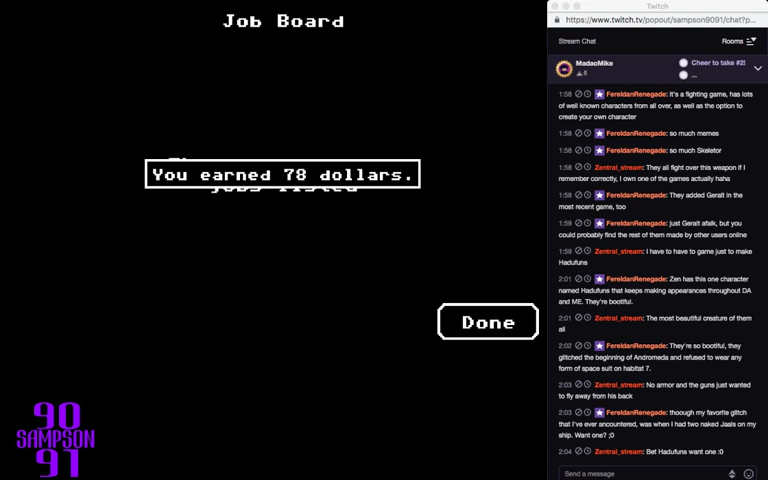 Job Board
You earned 78 dollars.
Done
90
SAMPSON
91
Twitch
https://www.twitch.tv/popout/sampson9091/chat?p...
Stream Chat
Rooms
MadaoMike
Cheer to take #2!
5
...
1:58 FereldanRenegade: it's a fighting game, has lots
of well known characters from all over, as well as the option to
create your own character
1:58 FereldanRenegade: so much memes
1:58 FereldanRenegade: so much Skeletor
1:58 Zentral_stream: They all fight over this weapon if I
remember correctly, I own one of the games actually haha
1:58 FereldanRenegade: They added Geralt in the
most recent game, too
1:59 FereldanRenegade: just Geralt afaik, but you
could probably find the rest of them made by other users online
1:59 Zentral_stream: I have to have to game just to make
Hadufuns
2:01 FereldanRenegade: Zen has this one character
named Hadufuns that keeps making appearances throughout DA
and ME. They're bootiful.
2:01 Zentral_stream: The most beautiful creature of them
all
2:02 FereldanRenegade: They're so bootiful, they
glitched the beginning of Andromeda and refused to wear any
form of space suit on habitat 7.
2:03 Zentral_stream: No armor and the guns just wanted
to fly away from his back
2:03 FereldanRenegade: thoough my favorite glitch
that I've ever encountered, was when I had two naked Jaals on my
ship. Want one? ;0
2:04 Zentral_stream: Bet Hadufuns want one :0
Send a message